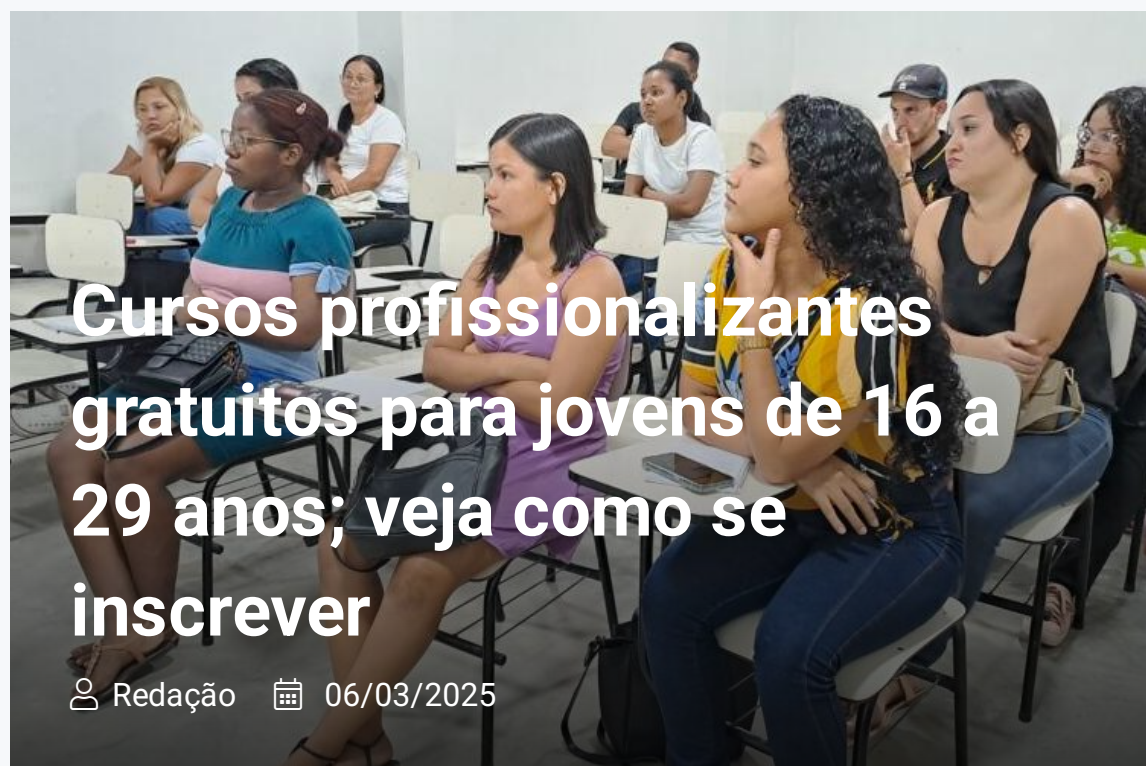 Cursos profissionalizantes
gratuitos para jovens de 16 a
29 anos; veja como se
inscrever
Redação 06/03/2025